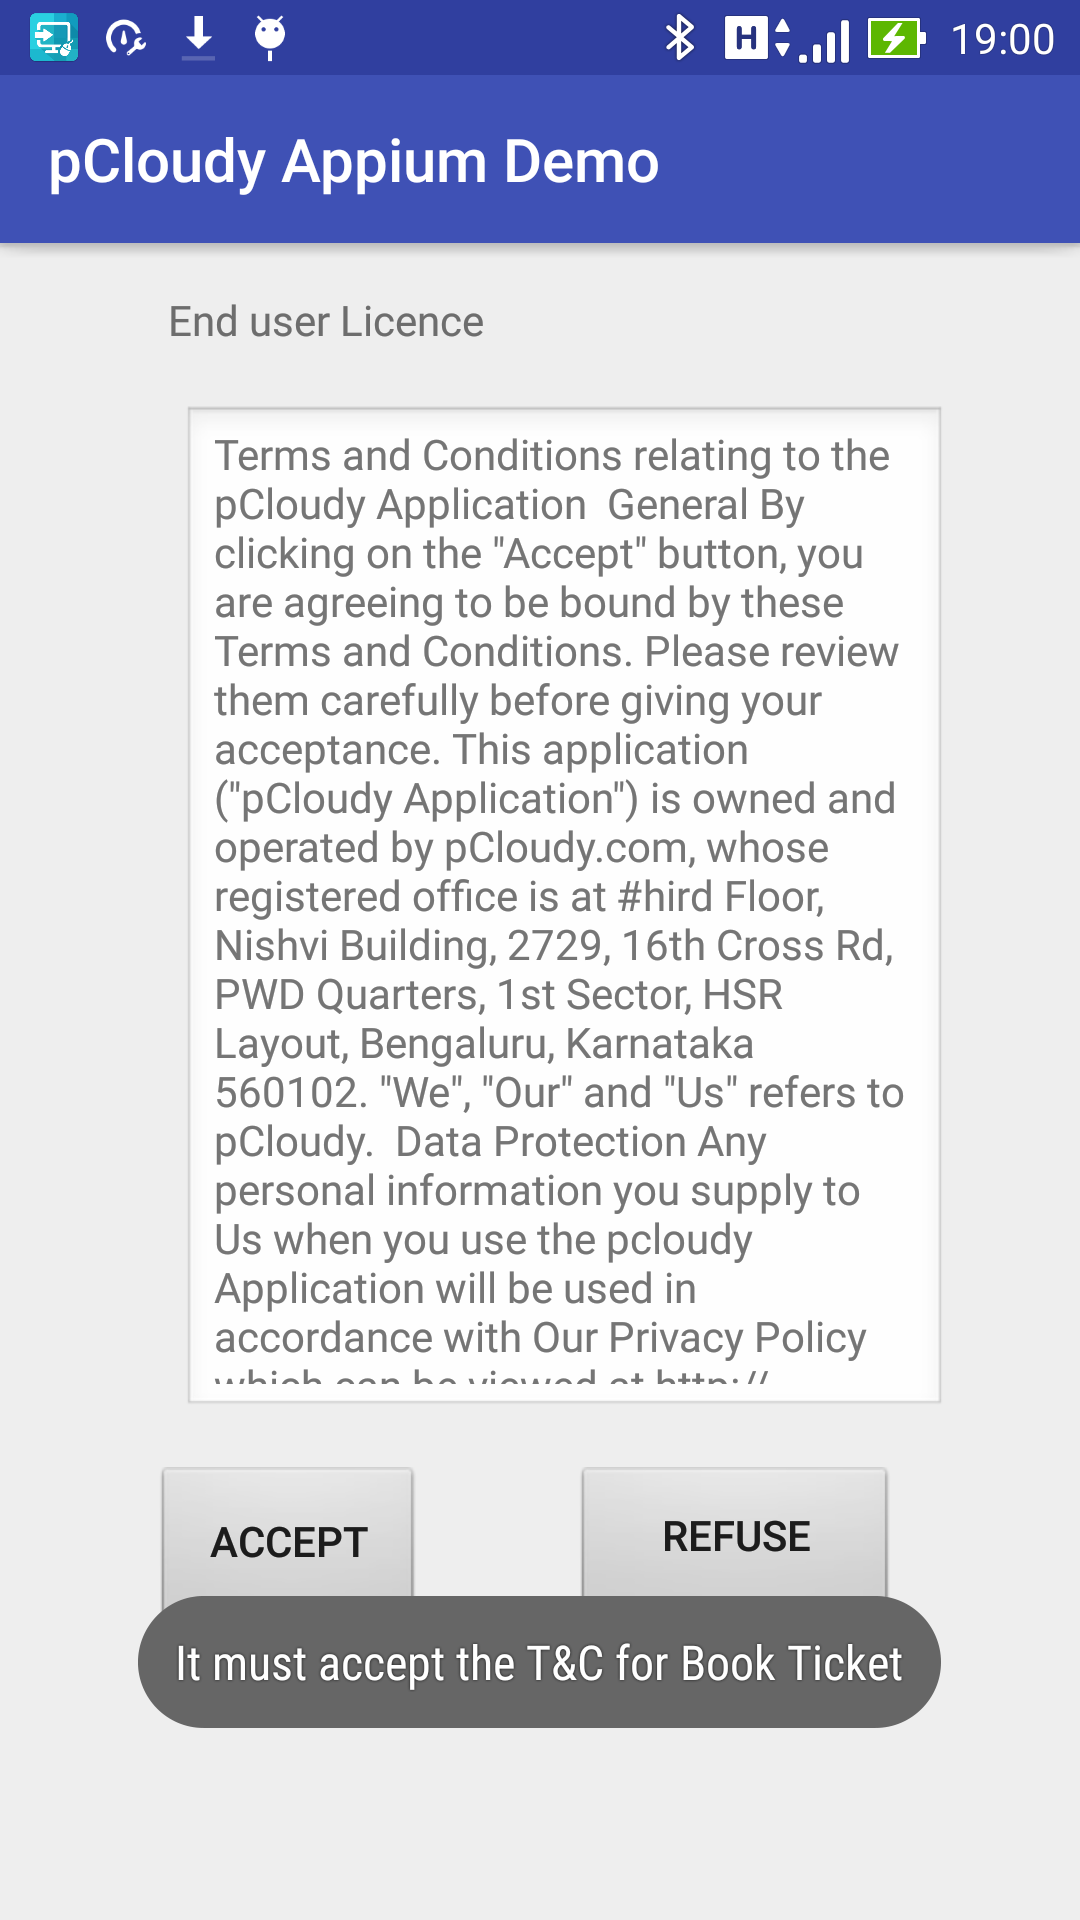 19:00
pCloudy Appium Demo
End user Licence
Terms and Conditions relating to the
pCloudy Application  General By
clicking on the "Accept" button, you
are agreeing to be bound by these
Terms and Conditions. Please review
them carefully before giving your
acceptance. This application
("pCloudy Application") is owned and
operated by pCloudy.com, whose
registered office is at #hird Floor,
Nishvi Building, 2729, 16th Cross Rd,
PWD Quarters, 1st Sector, HSR
Layout, Bengaluru, Karnataka
560102. "We", "Our" and "Us" refers to
pCloudy.  Data Protection Any
personal information you supply to
Us when you use the pcloudy
Application will be used in
accordance with Our Privacy Policy
which can be viewed at http://
ACCEPT
REFUSE
It must accept the T&C for Book Ticket